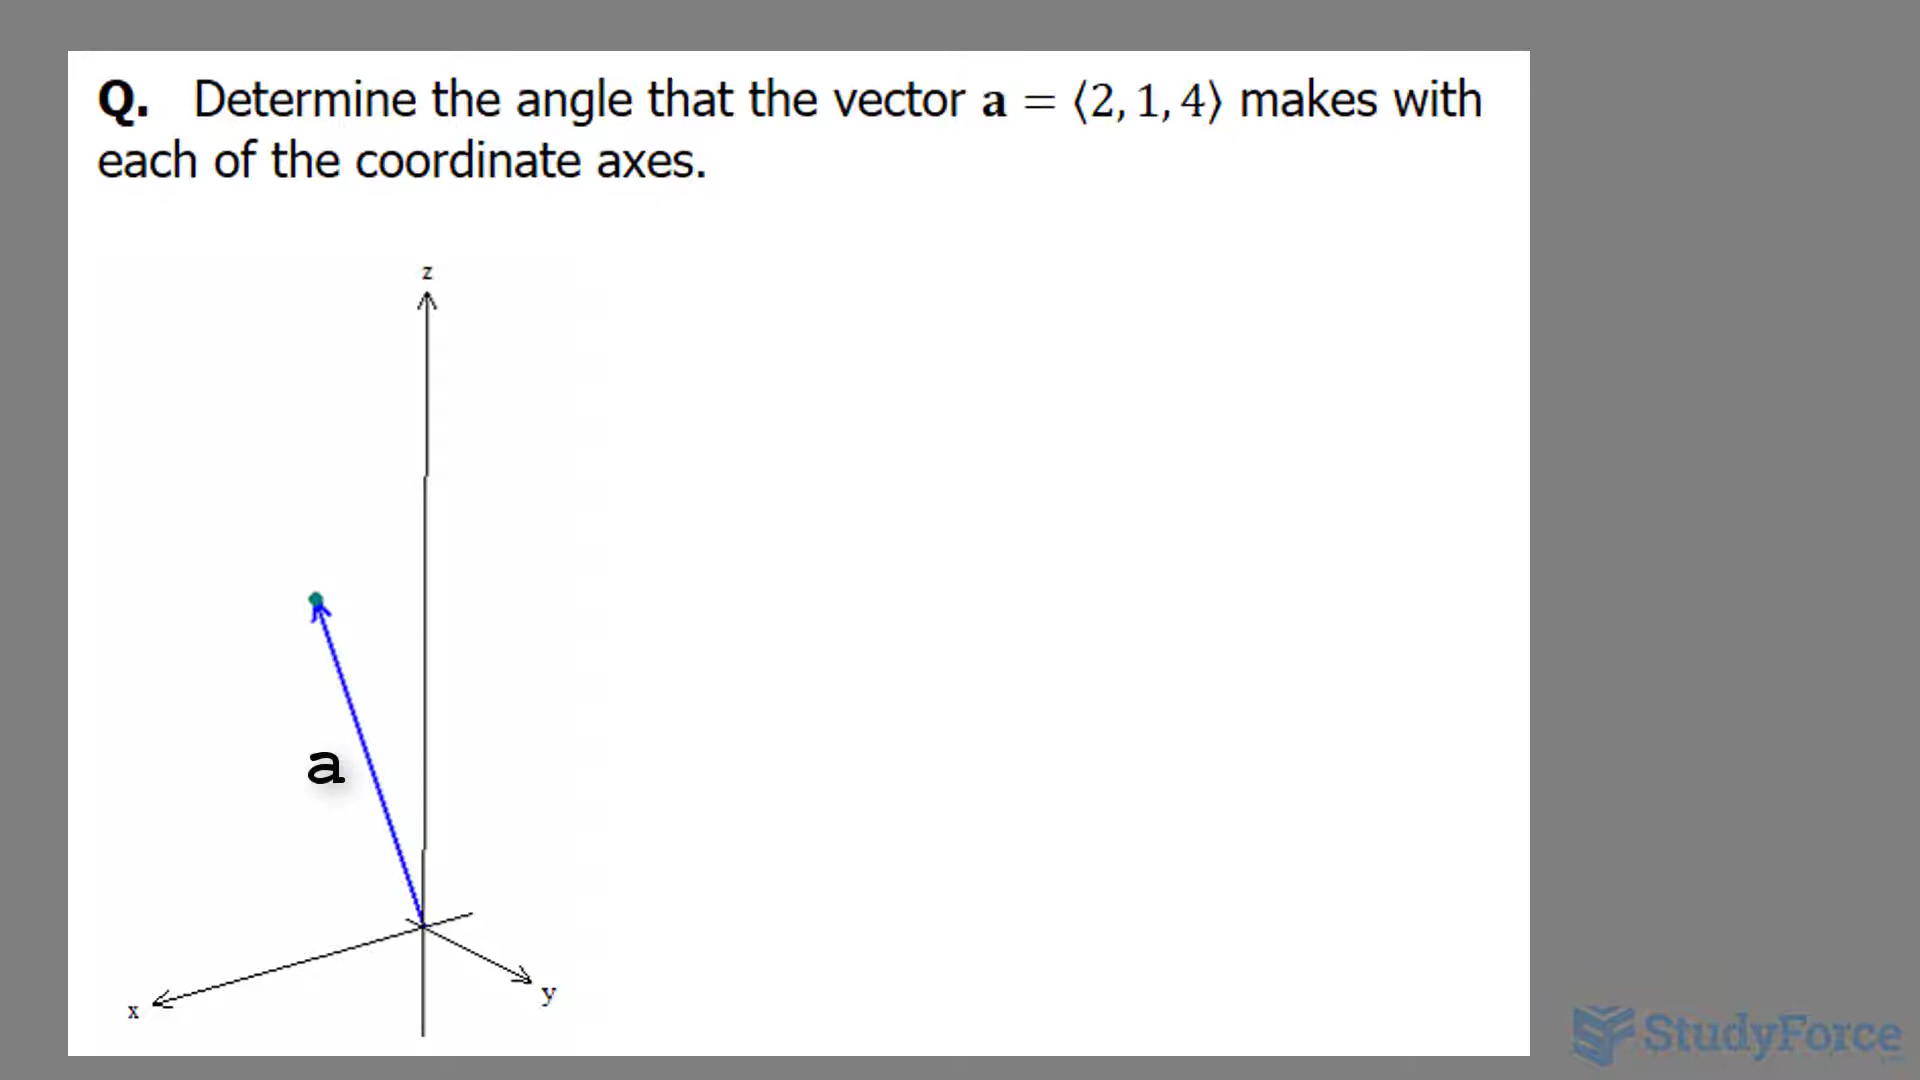 Q. Determine the angle that the vector a = ⟨2, 1, 4⟩ makes with
each of the coordinate axes.
z
a
x
y
StudyForce